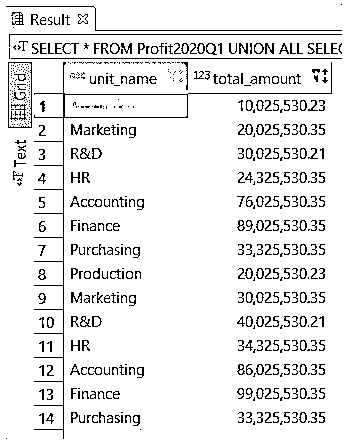 Result
SELECT * FROM Profit2020Q1 UNION ALL SELE
Grid
Text
unit_name 123 total_amount
1 10,025,530.23
2 Marketing 20,025,530.35
3 R&D 30,025,530.21
4 HR 24,325,530.35
5 Accounting 76,025,530.35
6 Finance 89,025,530.35
7 Purchasing 33,325,530.35
8 Production 20,025,530.23
9 Marketing 30,025,530.35
10 R&D 40,025,530.21
11 HR 34,325,530.35
12 Accounting 86,025,530.35
13 Finance 99,025,530.35
14 Purchasing 33,325,530.35